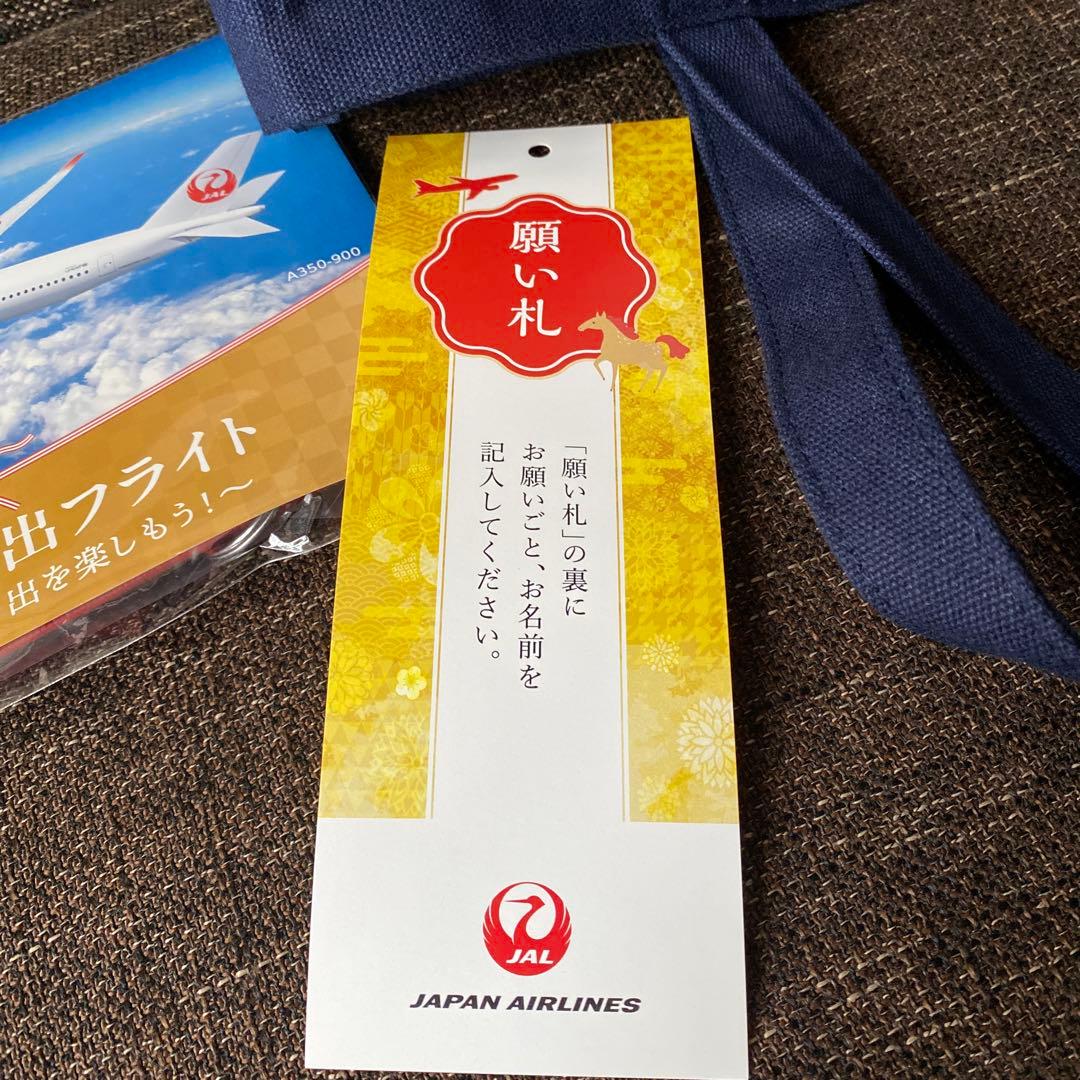 願い札
「願い札」の裏に
お願いごと、お名前を
記入してください。
JAL
JAPAN AIRLINES
JAL
A350-900
出フライト
出を楽しもう!~